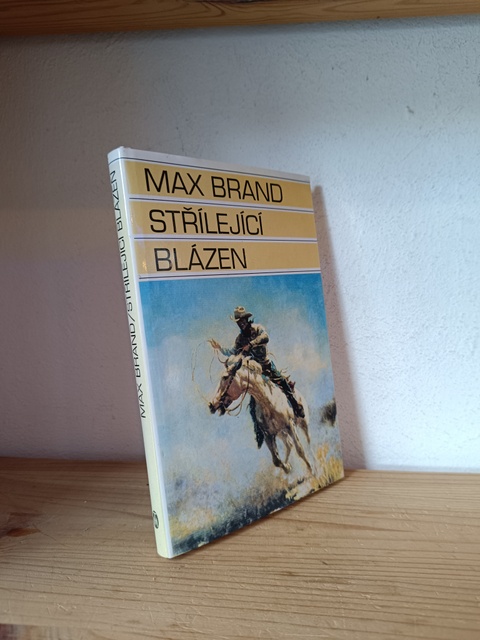 MAX BRAND
STŘÍLEJÍCÍ
BLÁZEN
MAX BRAND/STŘÍLEJÍCÍ BLÁZEN